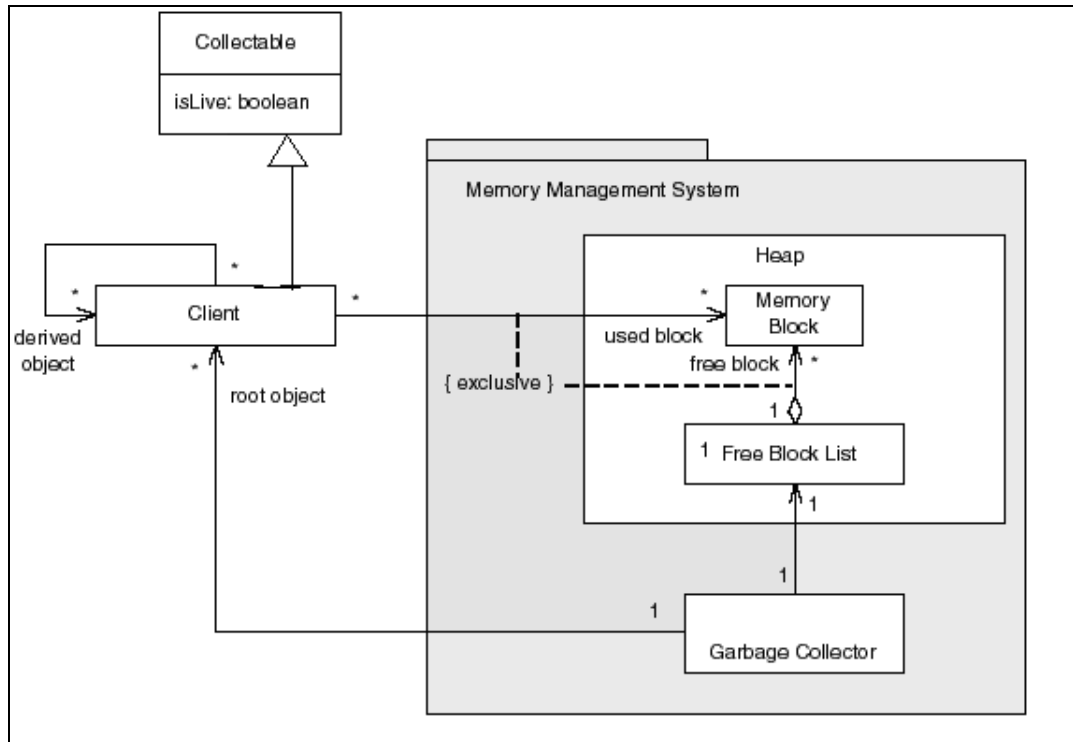 Collectable
isLive: boolean
Memory Management System
Heap
*
*
Client
*
*
Memory
Block
derived
object
used block
*
root object
free block
*
{ exclusive }
1
1 Free Block List
1
1
1
Garbage Collector